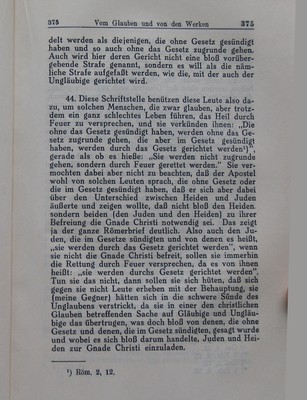 375 Vom Glauben und von den Werken 375
delt werden als diejenigen, die ohne Gesetz gesündigt
haben und so auch ohne das Gesetz zugrunde gehen.
Auch wird hier deren Gericht nicht eine bloß vorüber-
gehende Strafe genannt, sondern es will als die näm-
liche Strafe aufgefaßt werden, wie die, mit der auch der
Ungläubige gerichtet wird.
44. Diese Schriftstelle benützen diese Leute also da-
zu, um solchen Menschen, die zwar glauben, aber trotz-
dem ein ganz schlechtes Leben führen, das Heil durch
Feuer zu versprechen, und sie verkünden ihnen: „Die
ohne das Gesetz gesündigt haben, werden ohne das Ge-
setz zugrunde gehen, die aber im Gesetz gesündigt
haben, werden durch das Gesetz gerichtet werden¹)“,
gerade als ob es hieße: „Sie werden nicht zugrunde
gehen, sondern durch Feuer gerettet werden.“ Sie ver-
mochten dabei aber nicht zu beachten, daß der Apostel
wohl von solchen Leuten sprach, die ohne Gesetz oder
die im Gesetz gesündigt haben, daß er sich aber dabei
über den Unterschied zwischen Heiden und Juden
äußerte und zeigen wollte, daß nicht bloß den Heiden.
sondern beiden (den Juden und den Heiden) zu ihrer
Befreiung die Gnade Christi notwendig sei. Das zeigt
ja der ganze Römerbrief deutlich. Also auch den Ju-
den, die im Gesetze sündigten und von denen es heißt,
„sie werden durch das Gesetz gerichtet werden“, wenn
sie nicht die Gnade Christi befreit, sollen sie immerhin
die Rettung durch Feuer versprechen, da es von ihnen
heißt: „sie werden durchs Gesetz gerichtet werden“.
Tun sie das nicht, dann sollen sie sich hüten, daß sich
gegen sie nicht erheben mit der Behauptung, sie
(meine Gegner) hätten sich in die schwere Sünde des
Unglaubens verstrickt, da sie in einer den christlichen
Glauben betreffenden Sache auf Gläubige und Ungläu-
bige das übertragen, was doch bloß von denen, die ohne
Gesetz und denen, die im Gesetz sündigten, gesagt wurde
und wobei es sich bloß darum handelte, Juden und Hei-
den zur Gnade Christi einzuladen.
¹) Röm. 2, 12.